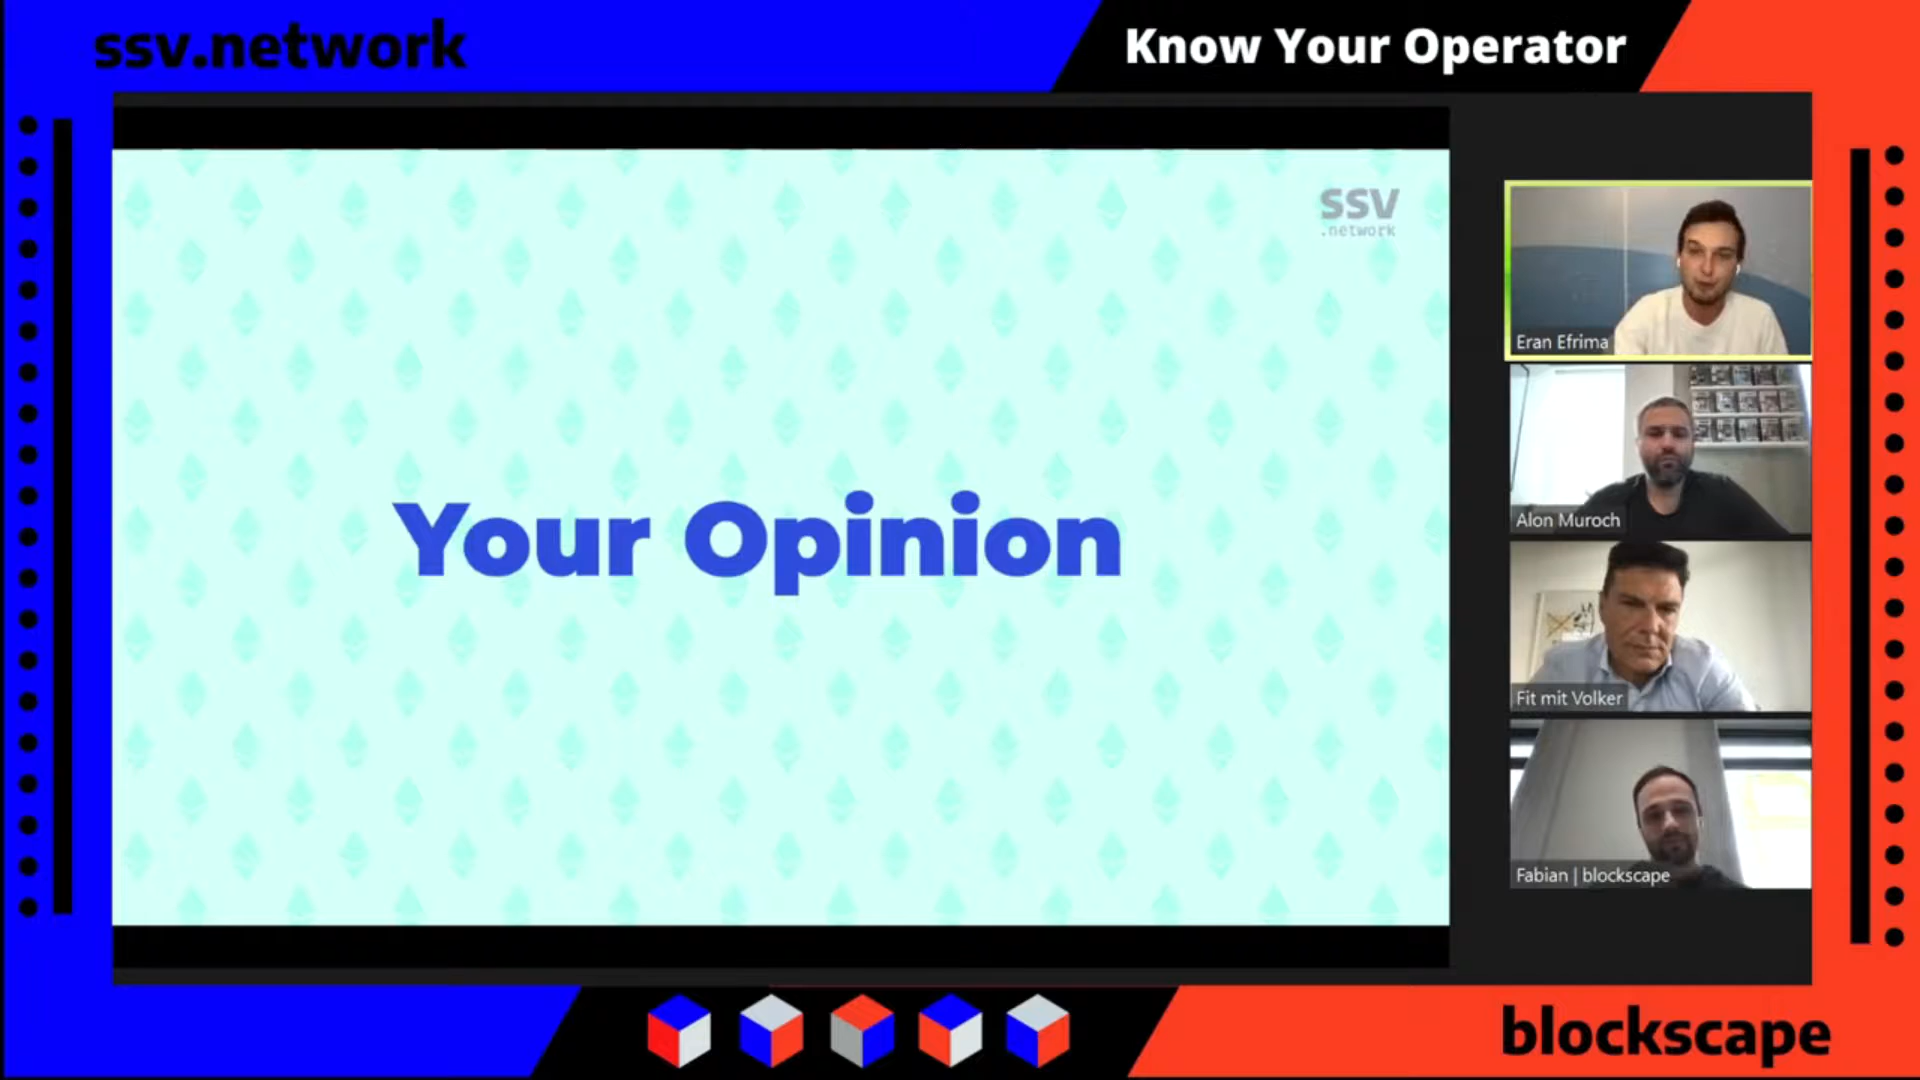 ssv.network
Know Your Operator
SSV
.network
Your Opinion
Eran Efrima
Alon Muroch
Fit mit Volker
Fabian | blockscape
blockscape